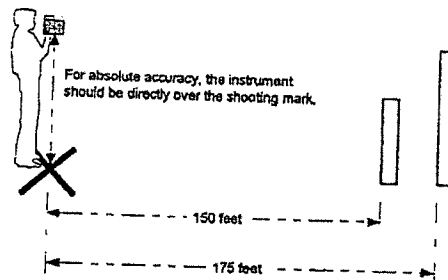 For absolute accuracy, the instrument
should be directly over the shooting mark.
150 feet
175 feet